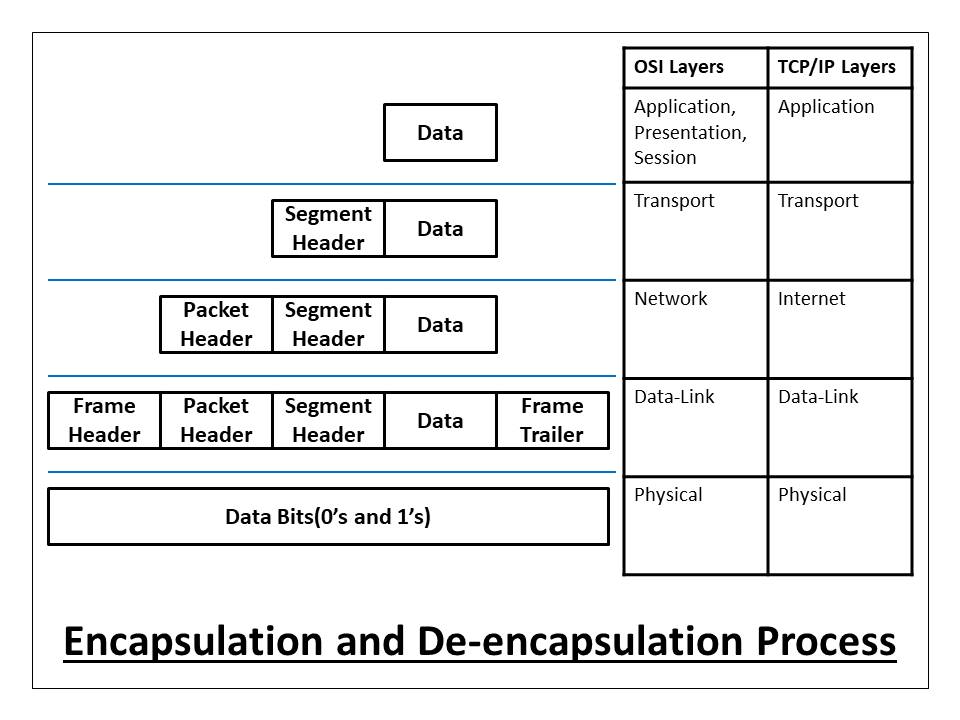 OSI Layers
TCP/IP Layers
Data
Application,
Presentation,
Session
Application
Segment
Header
Data
Transport
Transport
Packet
Header
Segment
Header
Data
Network
Internet
Frame
Header
Packet
Header
Segment
Header
Data
Frame
Trailer
Data-Link
Data-Link
Data Bits(0’s and 1’s)
Physical
Physical
Encapsulation and De-encapsulation Process